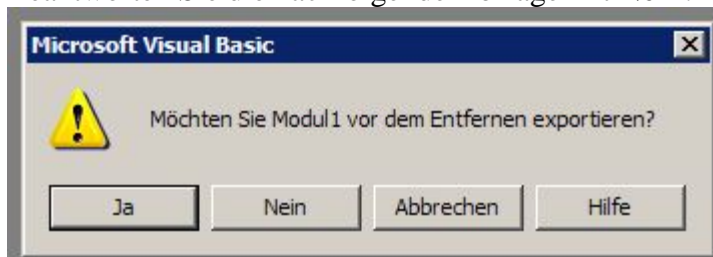 Microsoft Visual Basic
Möchten Sie Modul1 vor dem Entfernen exportieren?
Ja
Nein
Abbrechen
Hilfe